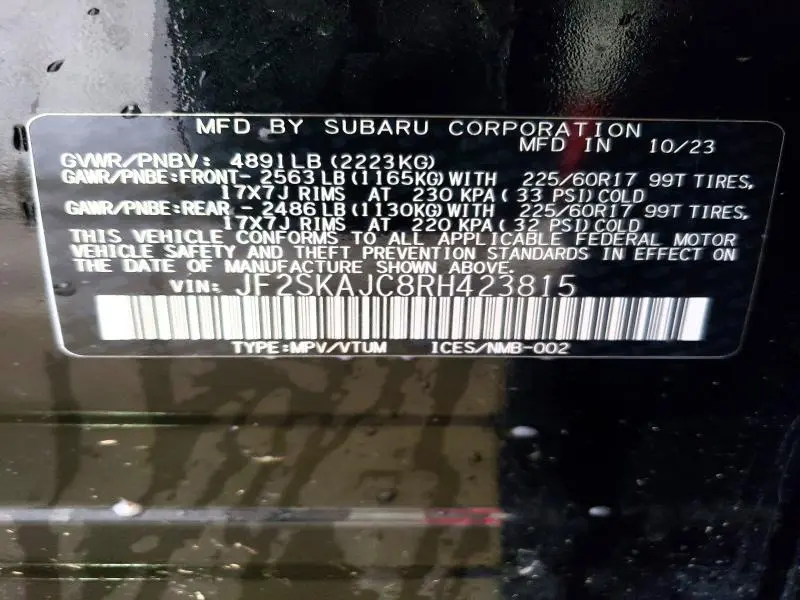 MFD BY SUBARU CORPORATION
MFD IN 10/23
GVWR/PNBV: 4891LB (2223KG)
GAWR/PNBE:FRONT- 2563LB(1165KG)WITH 225/60R17 99T TIRES,
17X7J RIMS AT 230 KPA( 33 PSI)COLD
GAWR/PNBE:REAR - 2486LB(1130KG)WITH 225/60R17 99T TIRES,
17X7J RIMS AT 220 KPA( 32 PSI)COLD
THIS VEHICLE CONFORMS TO ALL APPLICABLE FEDERAL MOTOR
VEHICLE SAFETY AND THEFT PREVENTION STANDARDS IN EFFECT ON
THE DATE OF MANUFACTURE SHOWN ABOVE.
VIN: JF2SKAJC8RH423815
TYPE:MPV/VTUM ICES/NMB-002